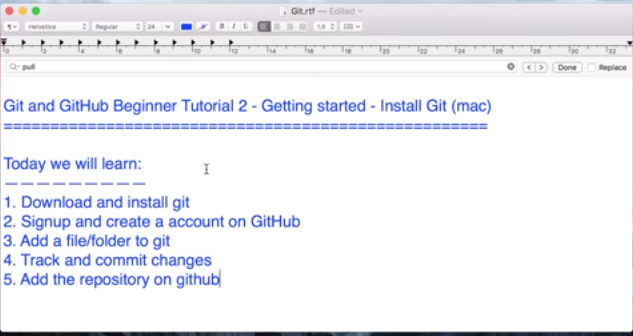 Git.rtf — Edited
Helvetica Regular 24 B I U 1.0
0 2 4 6 8 10 12 14 16 18 20 22 24 26 28 30 32
pull Done Replace
Git and GitHub Beginner Tutorial 2 - Getting started - Install Git (mac)
====================================================
Today we will learn:
— — — — — — — — —
1. Download and install git
2. Signup and create a account on GitHub
3. Add a file/folder to git
4. Track and commit changes
5. Add the repository on github